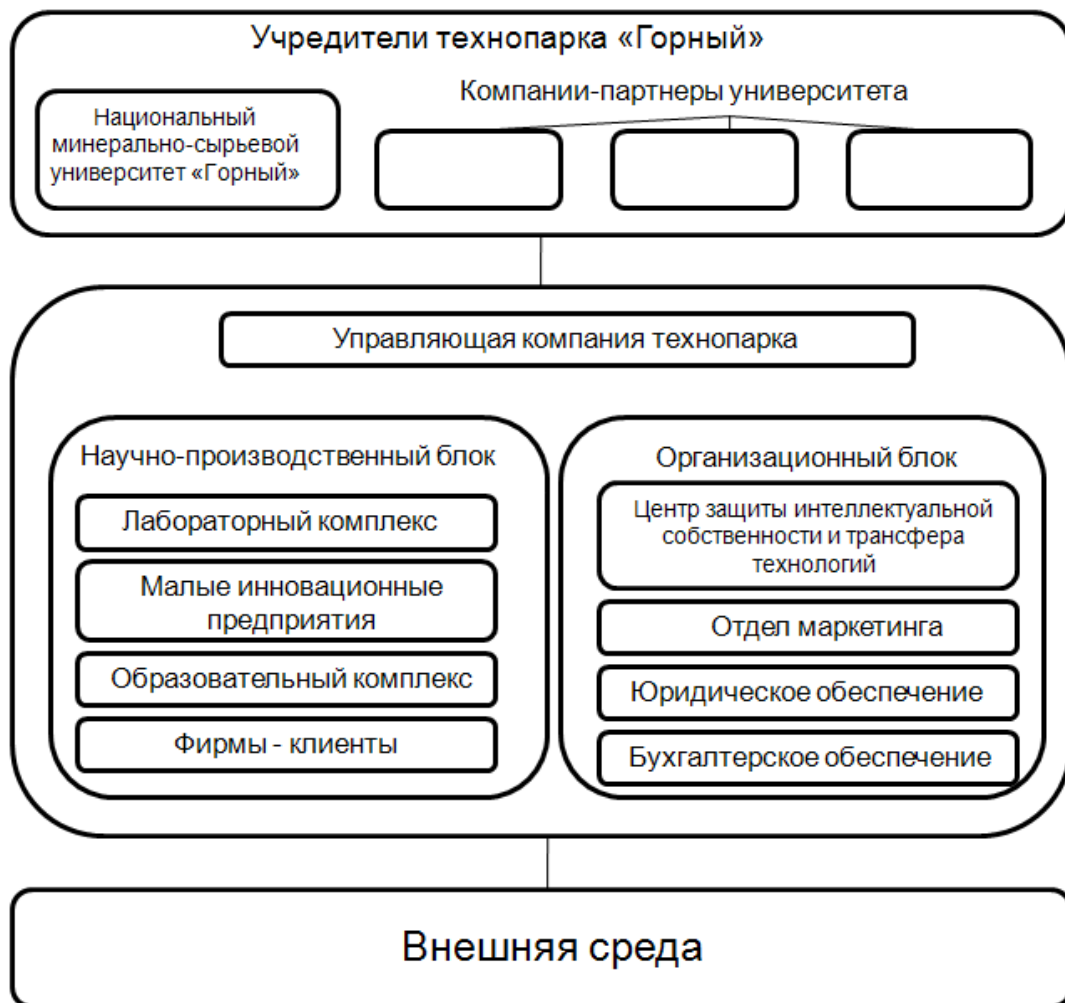 Учредители технопарка «Горный»
Национальный
минерально-сырьевой
университет «Горный»
Компании-партнеры университета
Управляющая компания технопарка
Научно-производственный блок
Лабораторный комплекс
Малые инновационные
предприятия
Образовательный комплекс
Фирмы - клиенты
Организационный блок
Центр защиты интеллектуальной
собственности и трансфера
технологий
Отдел маркетинга
Юридическое обеспечение
Бухгалтерское обеспечение
Внешняя среда